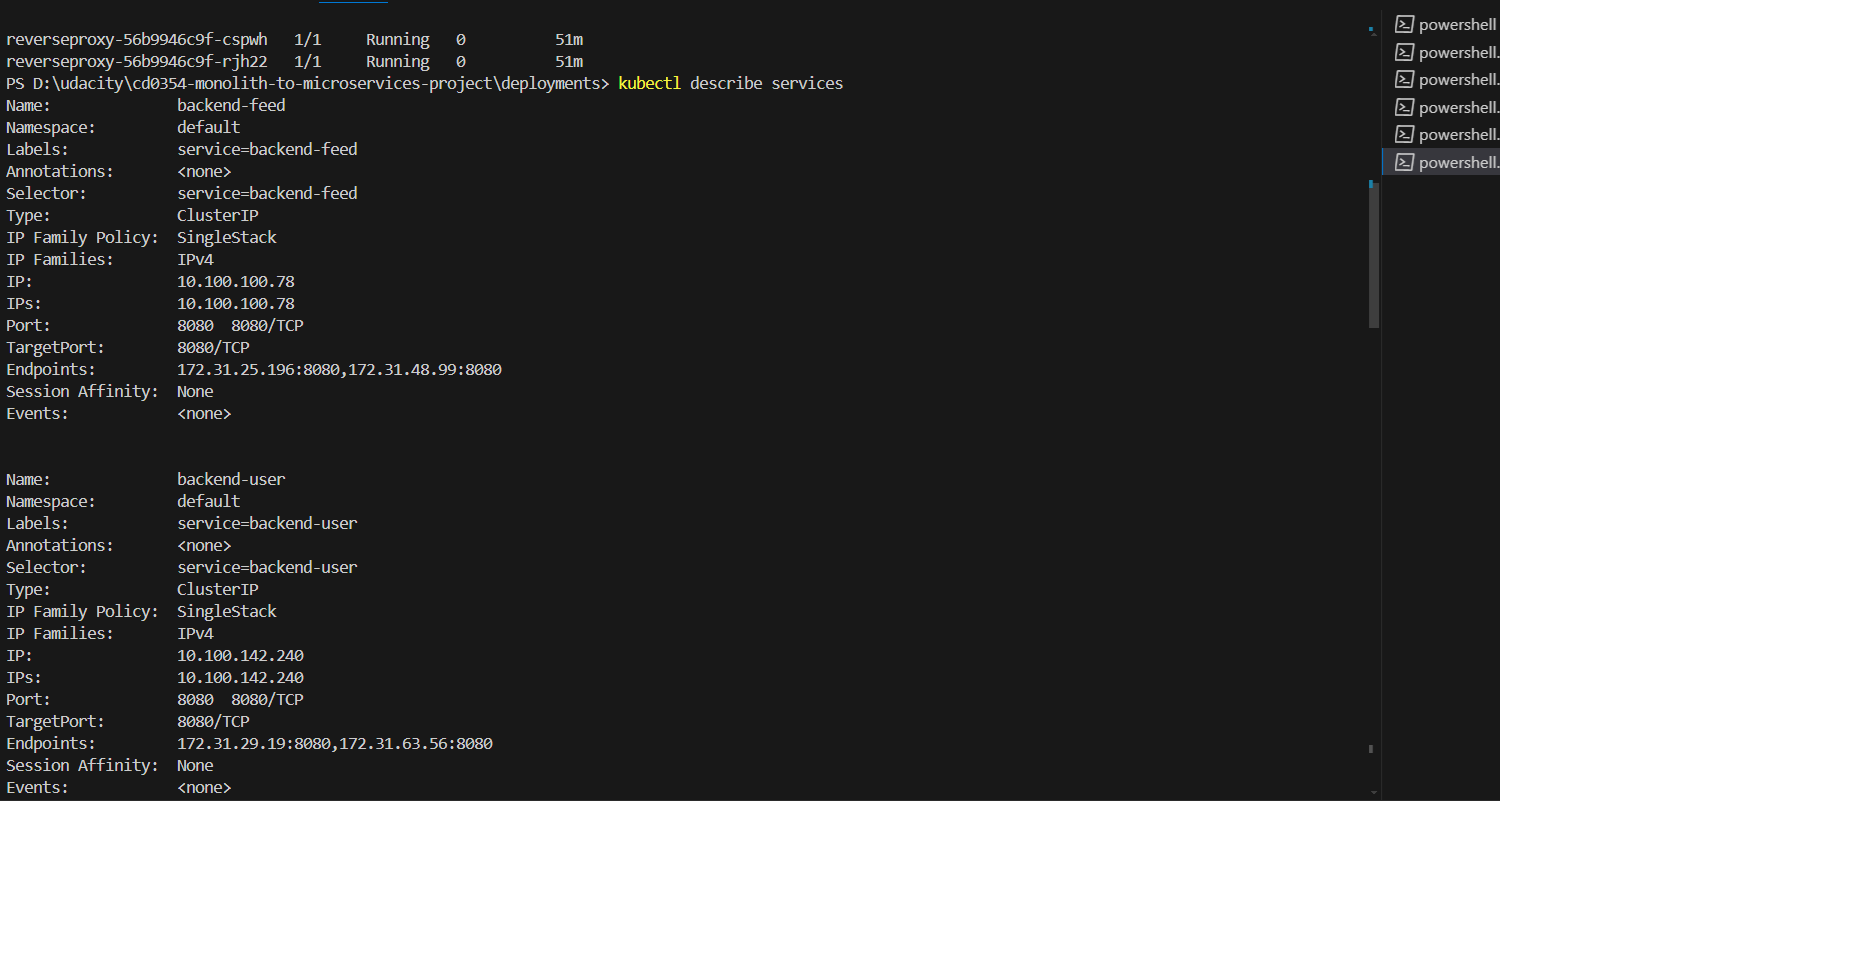 reverseproxy-56b9946c9f-cspwh   1/1     Running   0          51m
reverseproxy-56b9946c9f-rjh22   1/1     Running   0          51m
PS D:\udacity\cd0354-monolith-to-microservices-project\deployments> kubectl describe services
Name:              backend-feed
Namespace:         default
Labels:            service=backend-feed
Annotations:       <none>
Selector:          service=backend-feed
Type:              ClusterIP
IP Family Policy:  SingleStack
IP Families:       IPv4
IP:                10.100.100.78
IPs:               10.100.100.78
Port:              8080  8080/TCP
TargetPort:        8080/TCP
Endpoints:         172.31.25.196:8080,172.31.48.99:8080
Session Affinity:  None
Events:            <none>
Name:              backend-user
Namespace:         default
Labels:            service=backend-user
Annotations:       <none>
Selector:          service=backend-user
Type:              ClusterIP
IP Family Policy:  SingleStack
IP Families:       IPv4
IP:                10.100.142.240
IPs:               10.100.142.240
Port:              8080  8080/TCP
TargetPort:        8080/TCP
Endpoints:         172.31.29.19:8080,172.31.63.56:8080
Session Affinity:  None
Events:            <none>
powershell
powershell.
powershell.
powershell.
powershell.
powershell.